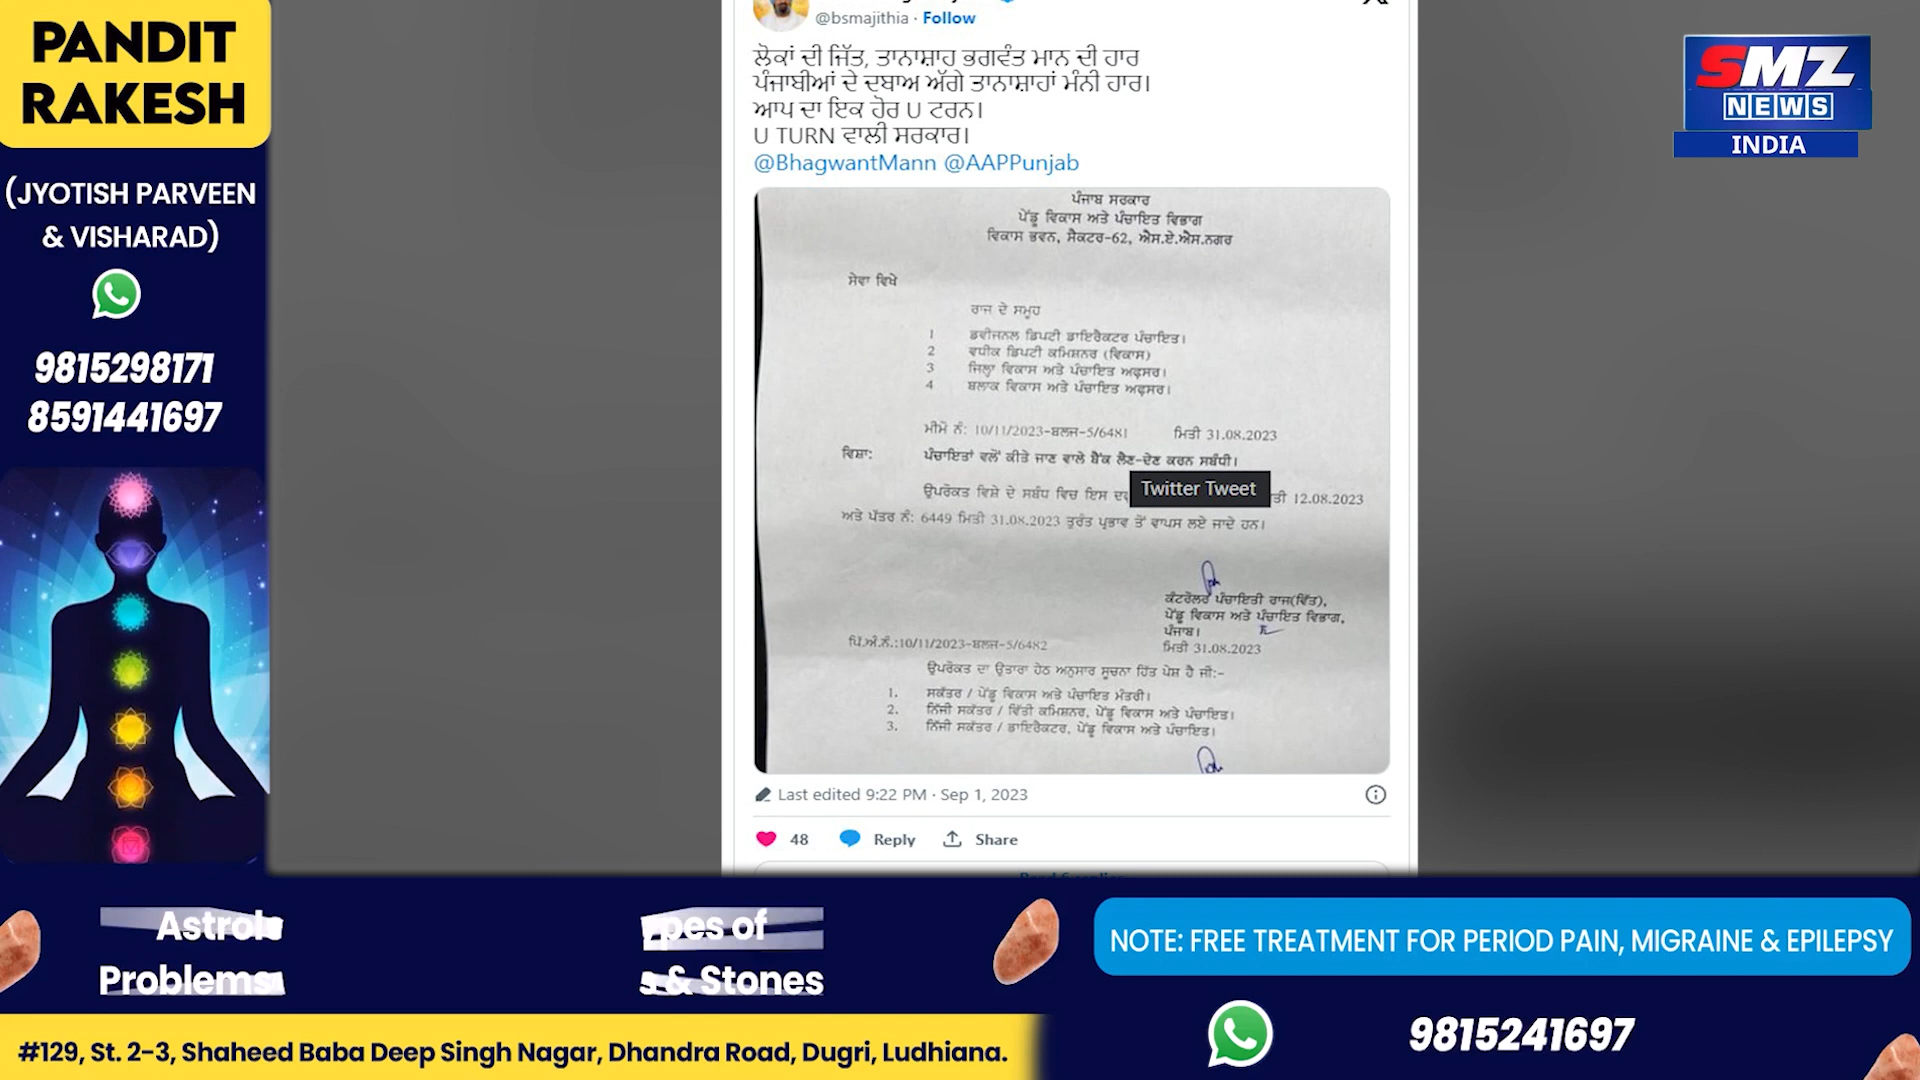 PANDIT
RAKESH
(JYOTISH PARVEEN
& VISHARAD)
9815298171
8591441697
@bsmajithia · Follow
ਲੋਕਾਂ ਦੀ ਜਿੱਤ, ਤਾਨਾਸ਼ਾਹ ਭਗਵੰਤ ਮਾਨ ਦੀ ਹਾਰ
ਪੰਜਾਬੀਆਂ ਦੇ ਦਬਾਅ ਅੱਗੇ ਤਾਨਾਸ਼ਾਹਾਂ ਮੰਨੀ ਹਾਰ।
ਆਪ ਦਾ ਇਕ ਹੋਰ U ਟਰਨ।
U TURN ਵਾਲੀ ਸਰਕਾਰ।
@BhagwantMann @AAPPunjab
ਪੰਜਾਬ ਸਰਕਾਰ
ਪੇਂਡੂ ਵਿਕਾਸ ਅਤੇ ਪੰਚਾਇਤ ਵਿਭਾਗ
ਵਿਕਾਸ ਭਵਨ, ਸੈਕਟਰ-62, ਐਸ.ਏ.ਐਸ.ਨਗਰ
ਸੇਵਾ ਵਿਖੇ
ਰਾਜ ਦੇ ਸਮੂਹ
1 ਡਵੀਜਨਲ ਡਿਪਟੀ ਡਾਇਰੈਕਟਰ ਪੰਚਾਇਤ।
2 ਵਧੀਕ ਡਿਪਟੀ ਕਮਿਸ਼ਨਰ (ਵਿਕਾਸ)
3 ਜਿਲ੍ਹਾ ਵਿਕਾਸ ਅਤੇ ਪੰਚਾਇਤ ਅਫ਼ਸਰ।
4 ਬਲਾਕ ਵਿਕਾਸ ਅਤੇ ਪੰਚਾਇਤ ਅਫ਼ਸਰ।
ਮੀਮੋ ਨੰ: 10/11/2023-ਬਲਜ-5/6481 ਮਿਤੀ 31.08.2023
ਵਿਸ਼ਾ: ਪੰਚਾਇਤਾਂ ਵਲੋਂ ਕੀਤੇ ਜਾਣ ਵਾਲੇ ਬੈਂਕ ਲੈਣ-ਦੇਣ ਕਰਨ ਸਬੰਧੀ।
ਉਪਰੋਕਤ ਵਿਸ਼ੇ ਦੇ ਸਬੰਧ ਵਿਚ ਇਸ Twitter Tweet 12.08.2023
ਅਤੇ ਪੱਤਰ ਨੰ: 6449 ਮਿਤੀ 31.08.2023 ਤੁਰੰਤ ਪ੍ਰਭਾਵ ਤੋਂ ਵਾਪਸ ਲਏ ਜਾਂਦੇ ਹਨ।
ਕੰਟਰੋਲਰ ਪੰਚਾਇਤੀ ਰਾਜ(ਵਿੱਤ),
ਪੇਂਡੂ ਵਿਕਾਸ ਅਤੇ ਪੰਚਾਇਤ ਵਿਭਾਗ,
ਪੰਜਾਬ।
ਪਿੰ.ਅੰ.ਨੰ.:10/11/2023-ਬਲਜ-5/6482 ਮਿਤੀ 31.08.2023
ਉਪਰੋਕਤ ਦਾ ਉਤਾਰਾ ਹੇਠ ਅਨੁਸਾਰ ਸੂਚਨਾ ਹਿੱਤ ਪੇਸ਼ ਹੈ ਜੀ:-
1. ਸਕੱਤਰ / ਪੇਂਡੂ ਵਿਕਾਸ ਅਤੇ ਪੰਚਾਇਤ ਮੰਤਰੀ।
2. ਨਿੱਜੀ ਸਕੱਤਰ / ਵਿੱਤੀ ਕਮਿਸ਼ਨਰ, ਪੇਂਡੂ ਵਿਕਾਸ ਅਤੇ ਪੰਚਾਇਤ।
3. ਨਿੱਜੀ ਸਕੱਤਰ / ਡਾਇਰੈਕਟਰ, ਪੇਂਡੂ ਵਿਕਾਸ ਅਤੇ ਪੰਚਾਇਤ।
Last edited 9:22 PM · Sep 1, 2023
48 Reply Share
SMZ
NEWS
INDIA
of
Problems & Stones
NOTE: FREE TREATMENT FOR PERIOD PAIN, MIGRAINE & EPILEPSY
9815241697
#129, St. 2-3, Shaheed Baba Deep Singh Nagar, Dhandra Road, Dugri, Ludhiana.